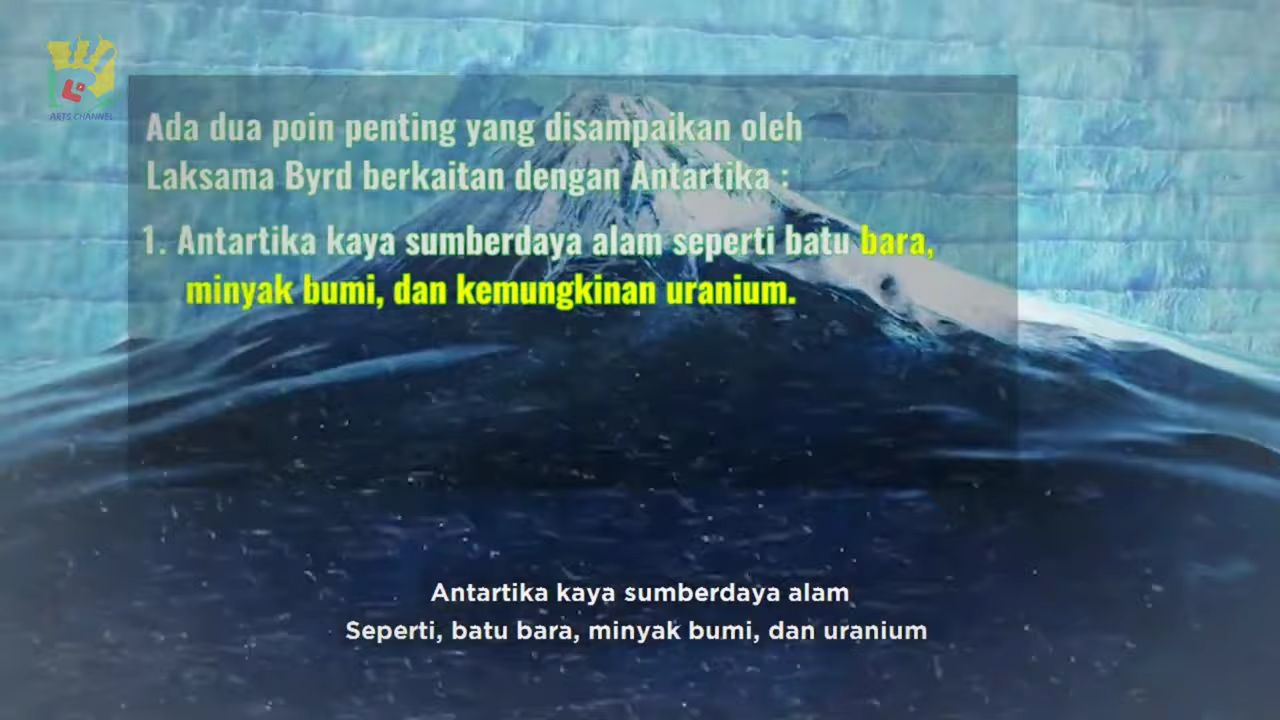 ARTS CHANNEL
Ada dua poin penting yang disampaikan oleh
Laksama Byrd berkaitan dengan Antartika :
1. Antartika kaya sumberdaya alam seperti batu bara,
minyak bumi, dan kemungkinan uranium.
Antartika kaya sumberdaya alam
Seperti, batu bara, minyak bumi, dan uranium